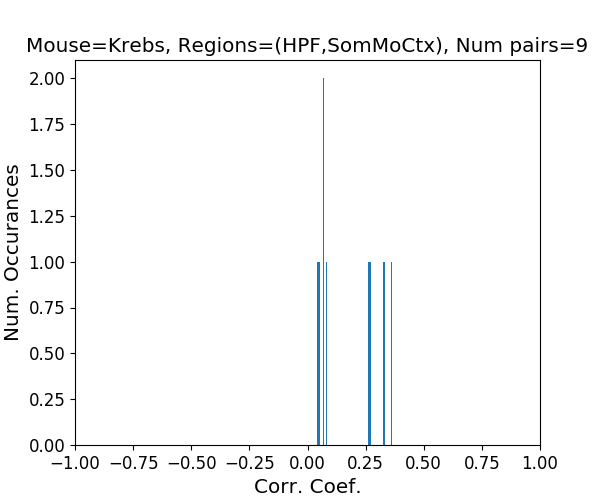 Mouse=Krebs, Regions=(HPF,SomMoCtx), Num pairs=9
2.00
1.75
1.50
1.25
1.00
0.75
0.50
0.25
0.00
Num. Occurances
−1.00 −0.75 −0.50 −0.25 0.00 0.25 0.50 0.75 1.00
Corr. Coef.